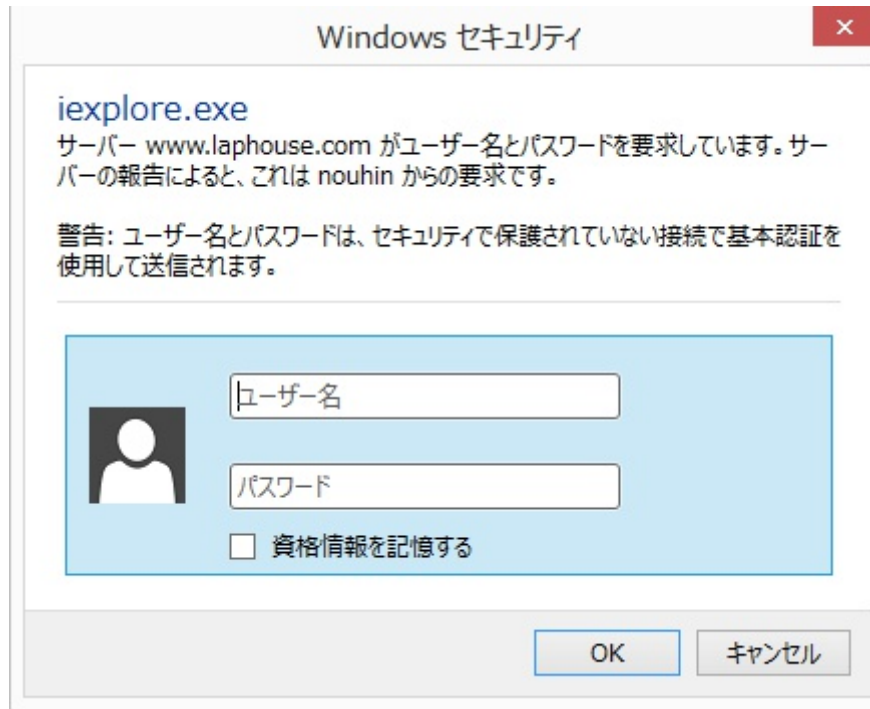 Windows セキュリティ
iexplore.exe
サーバー www.laphouse.com がユーザー名とパスワードを要求しています。サー
バーの報告によると、これは nouhin からの要求です。
警告: ユーザー名とパスワードは、セキュリティで保護されていない接続で基本認証を
使用して送信されます。
ユーザー名
パスワード
資格情報を記憶する
OK
キャンセル